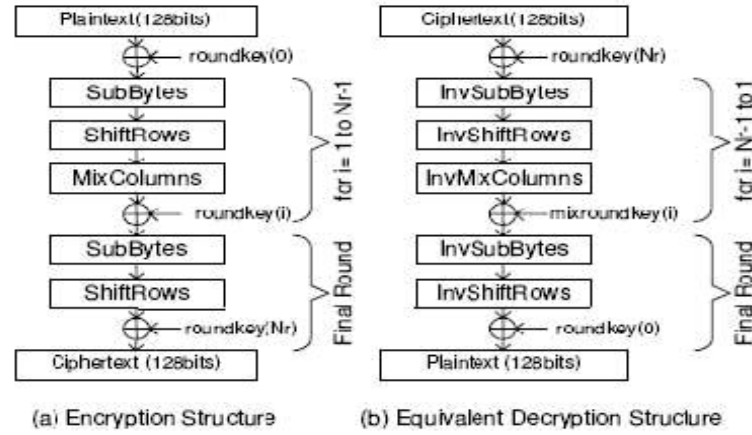 Plaintext(128bits)
roundkey(0)
SubBytes
ShiftRows
MixColumns
roundkey(i)
for i= 1 to Nr-1
SubBytes
ShiftRows
roundkey(Nr)
Final Round
Ciphertext (128bits)
(a) Encryption Structure
Ciphertext(128bits)
roundkey(Nr)
InvSubBytes
InvShiftRows
InvMixColumns
mixroundkey(i)
for i= Nr-1 to 1
InvSubBytes
InvShiftRows
roundkey(0)
Final Round
Plaintext (128bits)
(b) Equivalent Decryption Structure